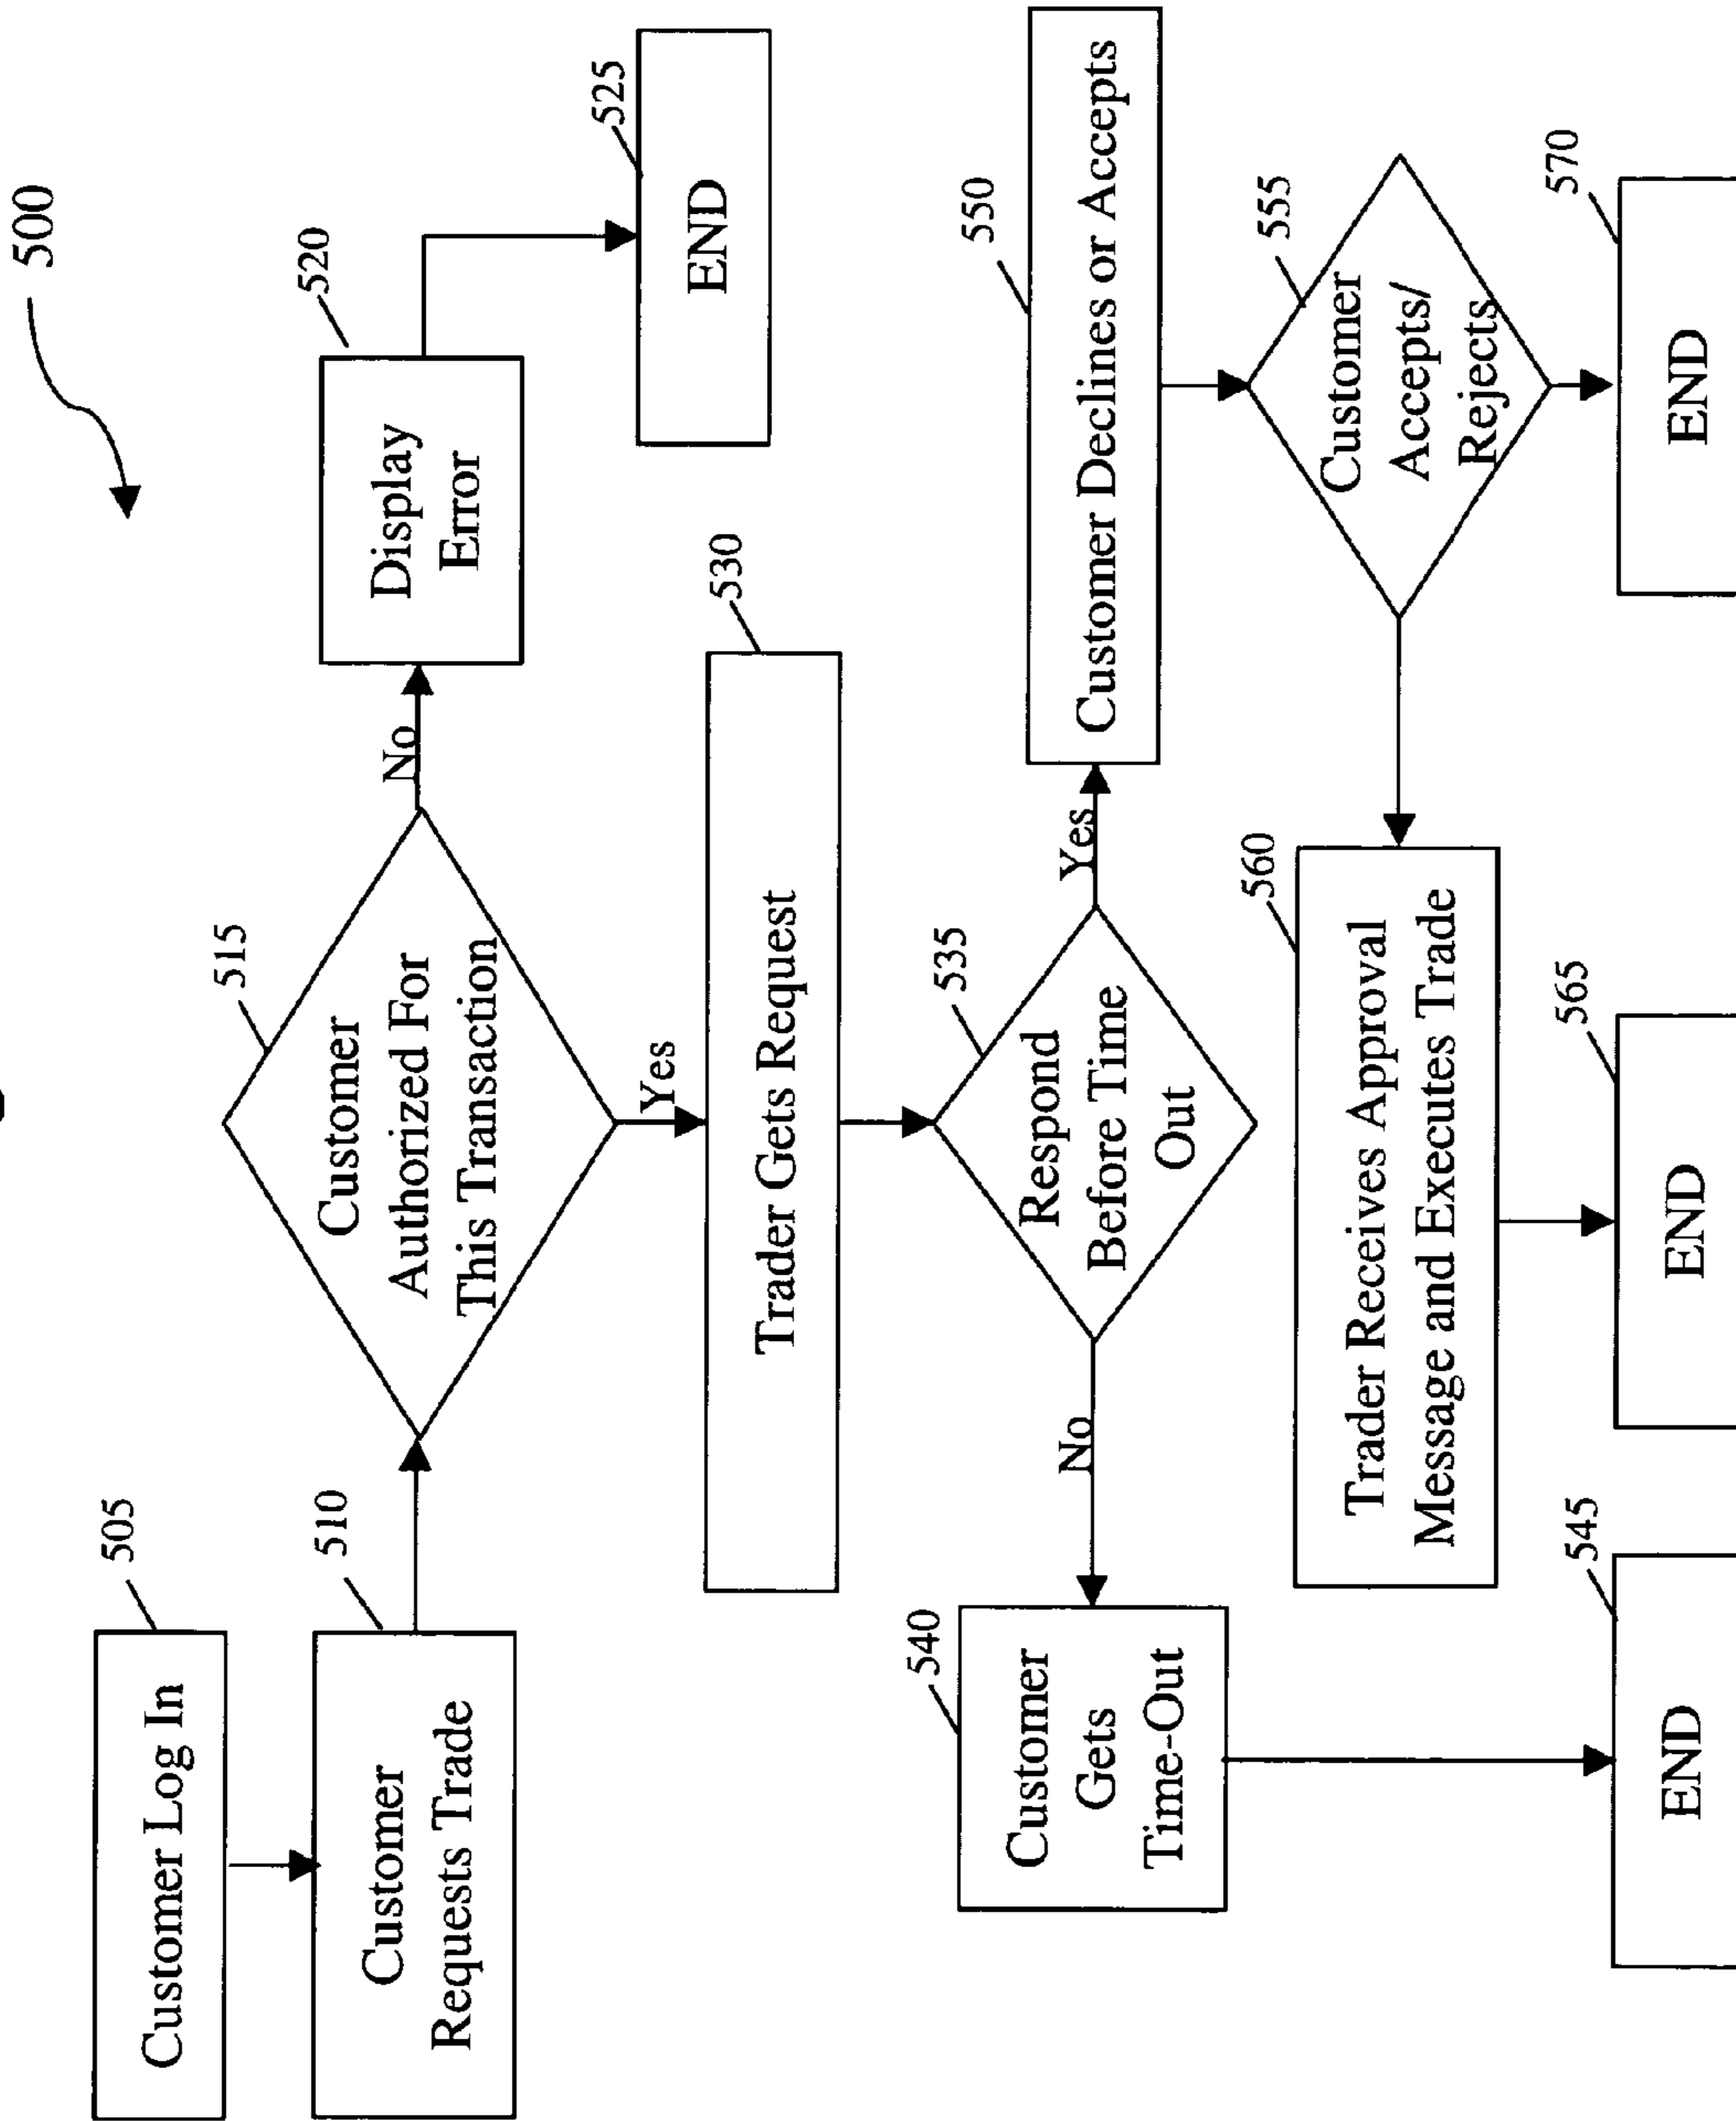 500
505
Customer Log In
510
Customer
Requests Trade
515
Customer
Authorized For
This Transaction
No
520
Display
Error
525
END
Yes
530
Trader Gets Request
535
Respond
Before Time
Out
No
540
Customer
Gets
Time-Out
545
END
Yes
550
Customer Declines or Accepts
555
Customer
Accepts/
Rejects
560
Trader Receives Approval
Message and Executes Trade
565
END
570
END